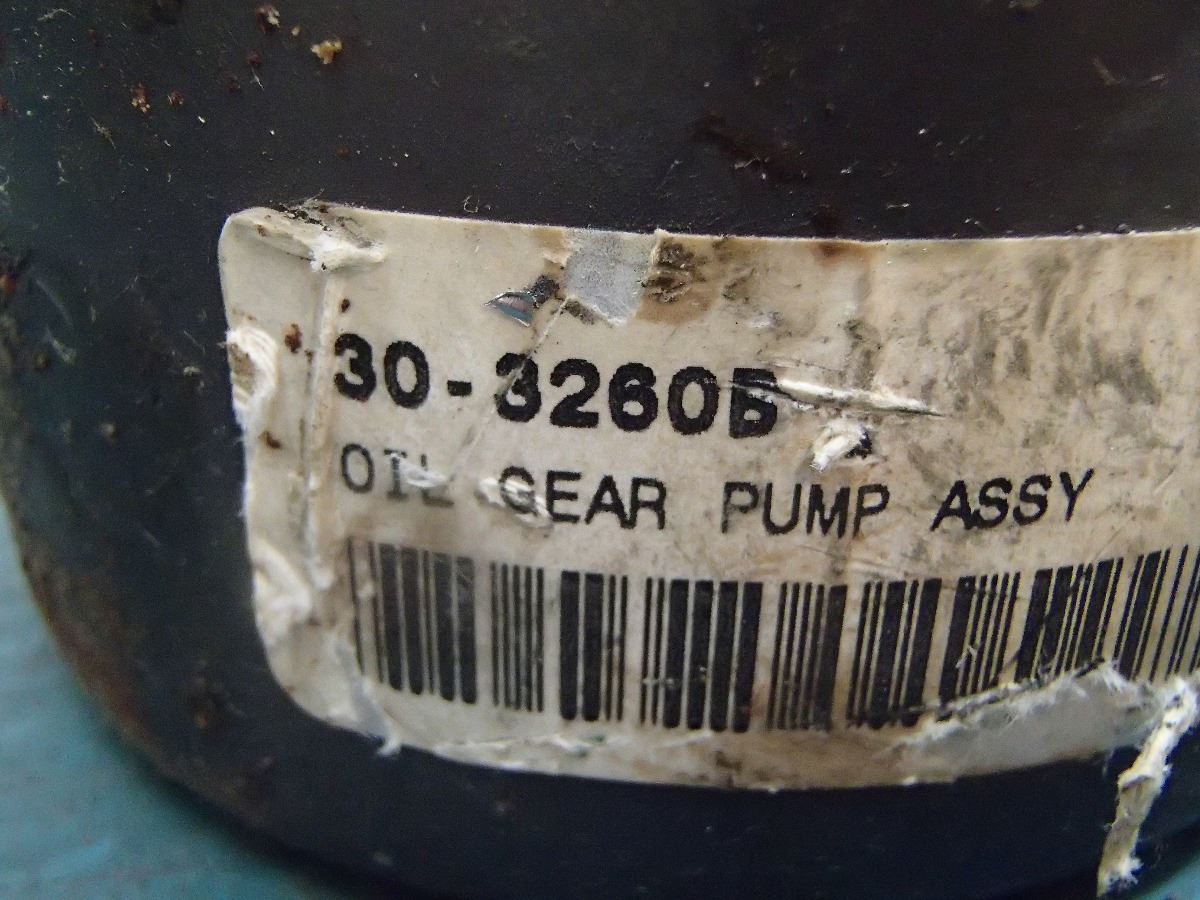 30-3260B
OIL GEAR PUMP ASSY